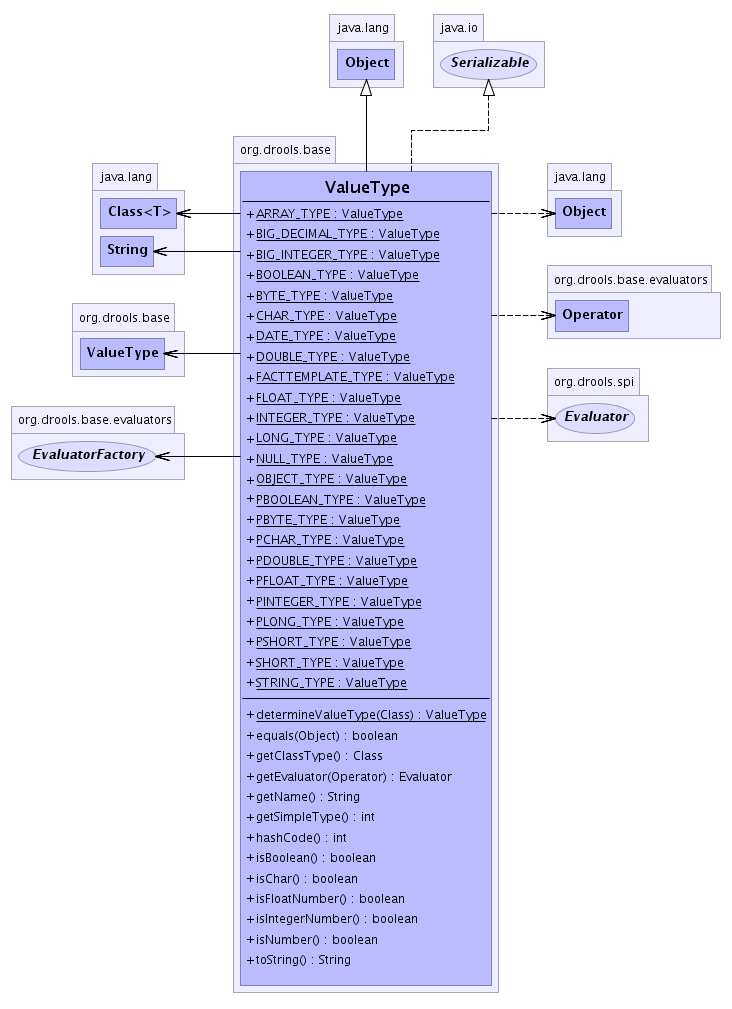 java.lang
Object
java.io
Serializable
java.lang
Class<T>
String
org.drools.base
ValueType
org.drools.base.evaluators
EvaluatorFactory
org.drools.base
ValueType
+ARRAY_TYPE : ValueType
+BIG_DECIMAL_TYPE : ValueType
+BIG_INTEGER_TYPE : ValueType
+BOOLEAN_TYPE : ValueType
+BYTE_TYPE : ValueType
+CHAR_TYPE : ValueType
+DATE_TYPE : ValueType
+DOUBLE_TYPE : ValueType
+FACTTEMPLATE_TYPE : ValueType
+FLOAT_TYPE : ValueType
+INTEGER_TYPE : ValueType
+LONG_TYPE : ValueType
+NULL_TYPE : ValueType
+OBJECT_TYPE : ValueType
+PBOOLEAN_TYPE : ValueType
+PBYTE_TYPE : ValueType
+PCHAR_TYPE : ValueType
+PDOUBLE_TYPE : ValueType
+PFLOAT_TYPE : ValueType
+PINTEGER_TYPE : ValueType
+PLONG_TYPE : ValueType
+PSHORT_TYPE : ValueType
+SHORT_TYPE : ValueType
+STRING_TYPE : ValueType
+determineValueType(Class) : ValueType
+equals(Object) : boolean
+getClassType() : Class
+getEvaluator(Operator) : Evaluator
+getName() : String
+getSimpleType() : int
+hashCode() : int
+isBoolean() : boolean
+isChar() : boolean
+isFloatNumber() : boolean
+isIntegerNumber() : boolean
+isNumber() : boolean
+toString() : String
java.lang
Object
org.drools.base.evaluators
Operator
org.drools.spi
Evaluator